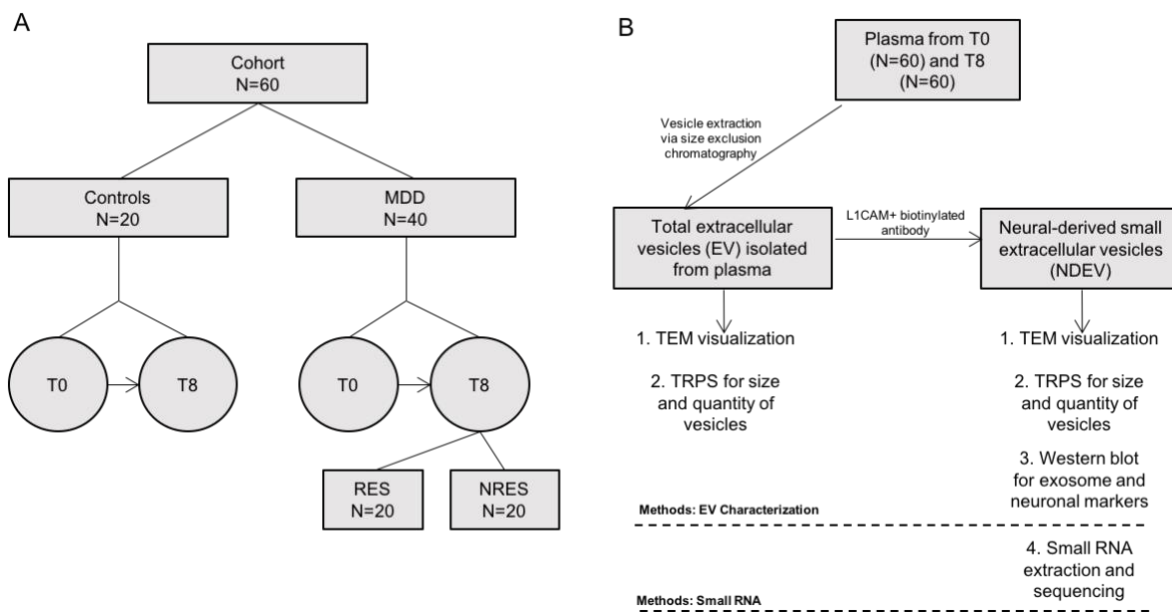 A
Cohort
N=60
Controls
N=20
MDD
N=40
T0
T8
T0
T8
RES
N=20
NRES
N=20
B
Plasma from T0
(N=60) and T8
(N=60)
Vesicle extraction
via size exclusion
chromatography
Total extracellular
vesicles (EV) isolated
from plasma
L1CAM+ biotinylated
antibody
Neural-derived small
extracellular vesicles
(NDEV)
1. TEM visualization
2. TRPS for size
and quantity of
vesicles
1. TEM visualization
2. TRPS for size
and quantity of
vesicles
3. Western blot
for exosome and
neuronal markers
Methods: EV Characterization
4. Small RNA
extraction and
sequencing
Methods: Small RNA